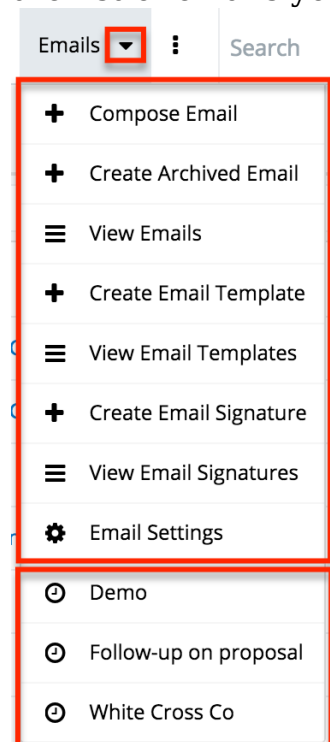 Emails
Search
Compose Email
Create Archived Email
View Emails
Create Email Template
View Email Templates
Create Email Signature
View Email Signatures
Email Settings
Demo
Follow-up on proposal
White Cross Co